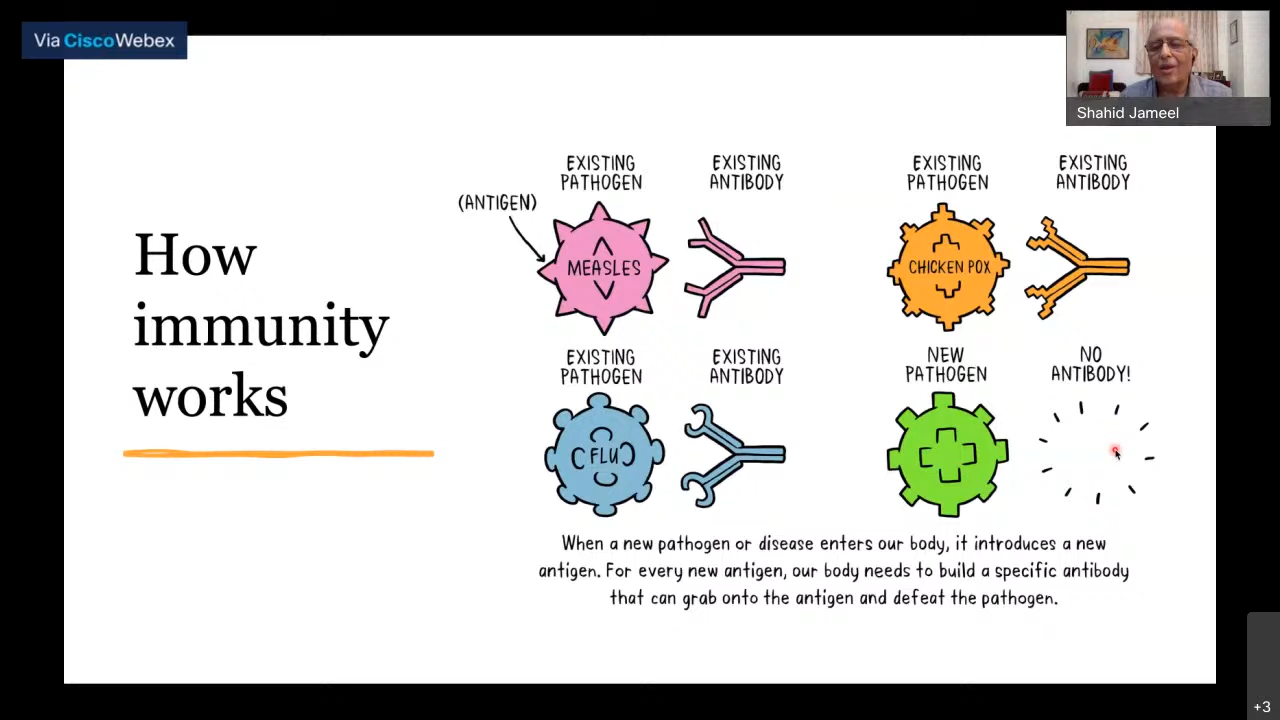 Via CiscoWebex
Shahid Jameel
How
immunity
works
EXISTING
PATHOGEN
EXISTING
ANTIBODY
EXISTING
PATHOGEN
EXISTING
ANTIBODY
(ANTIGEN)
MEASLES
CHICKEN POX
EXISTING
PATHOGEN
EXISTING
ANTIBODY
NEW
PATHOGEN
NO
ANTIBODY!
FLU
When a new pathogen or disease enters our body, it introduces a new
antigen. For every new antigen, our body needs to build a specific antibody
that can grab onto the antigen and defeat the pathogen.
+3